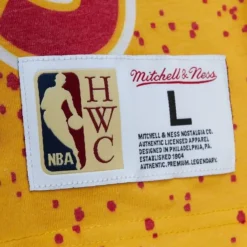 Mitchell & Ness
HWC
NBA
L
MITCHELL & NESS NOSTALGIA CO.
AUTHENTIC LICENSED APPAREL
DESIGNED IN PHILADELPHIA, PA
ESTABLISHED 1904
AUTHENTIC, PREMIUM, LEGENDARY.